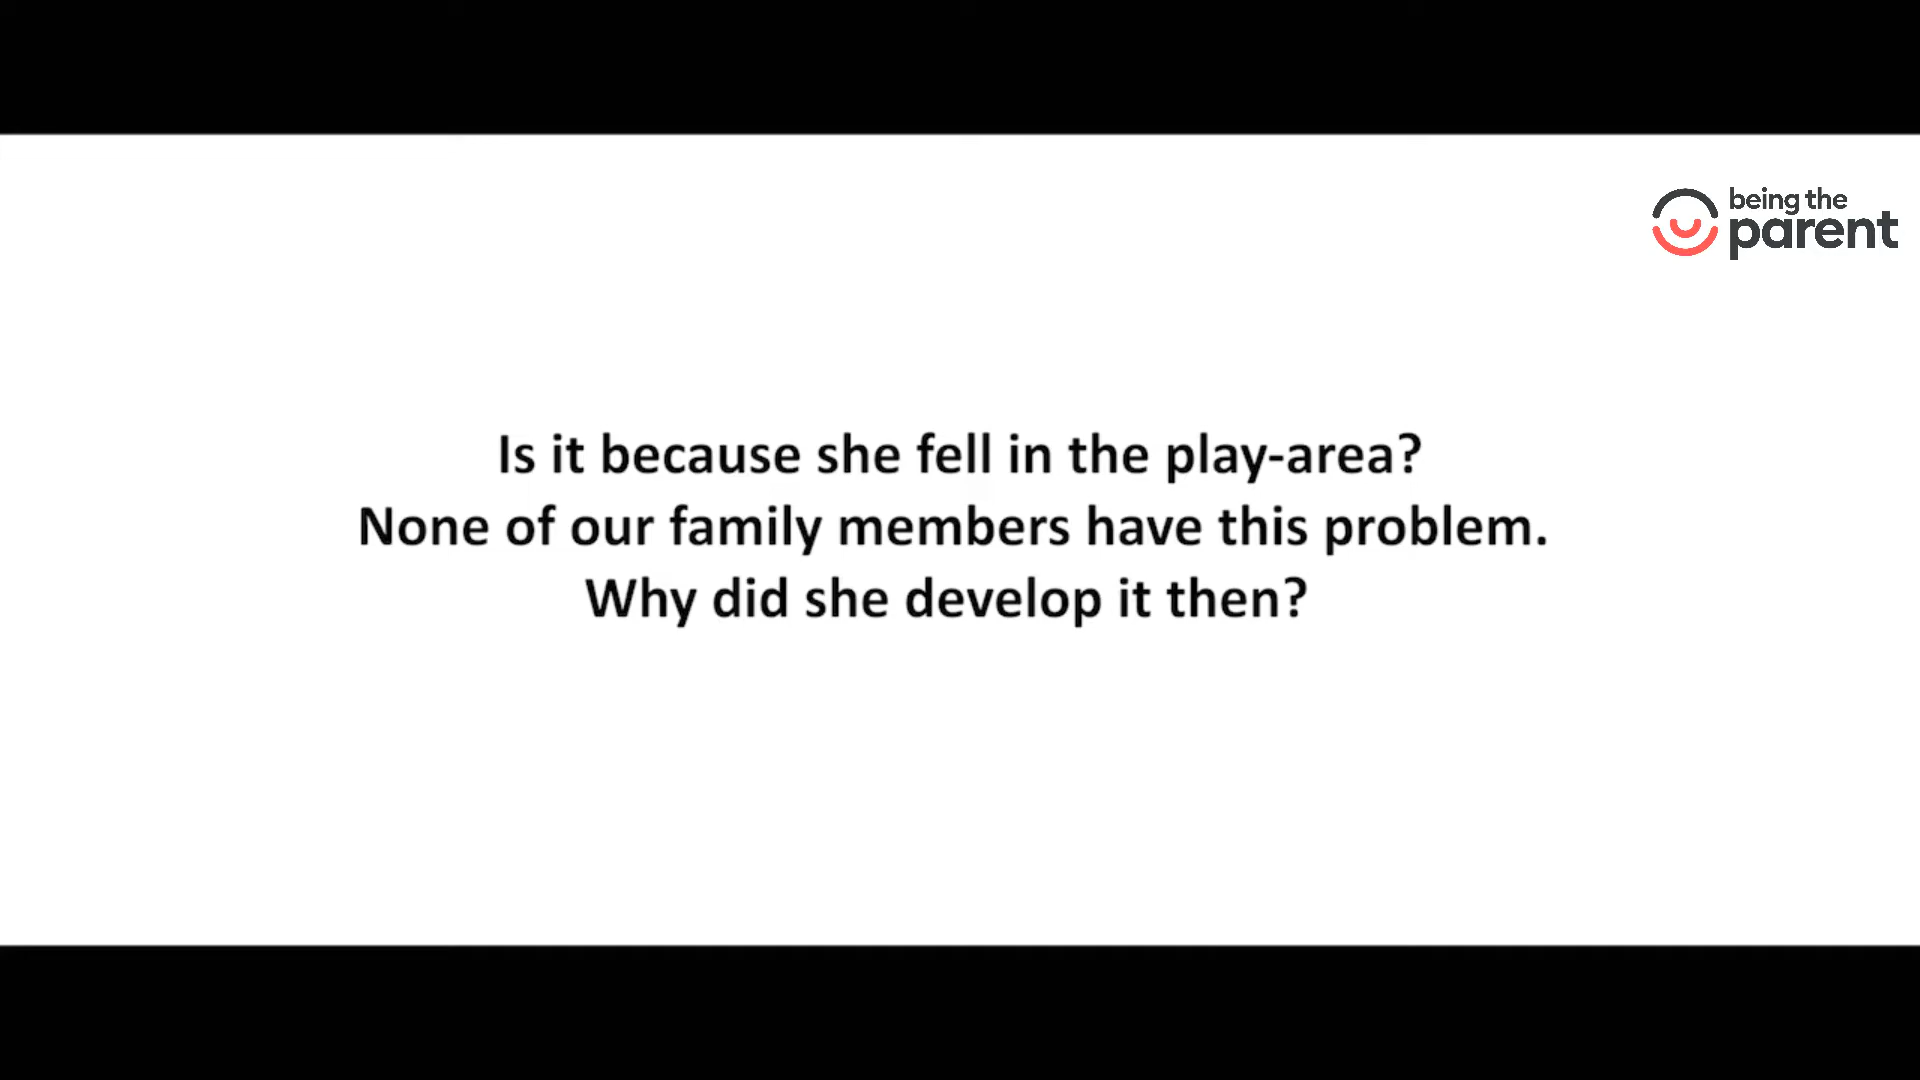 being the
parent
Is it because she fell in the play-area?
None of our family members have this problem.
Why did she develop it then?